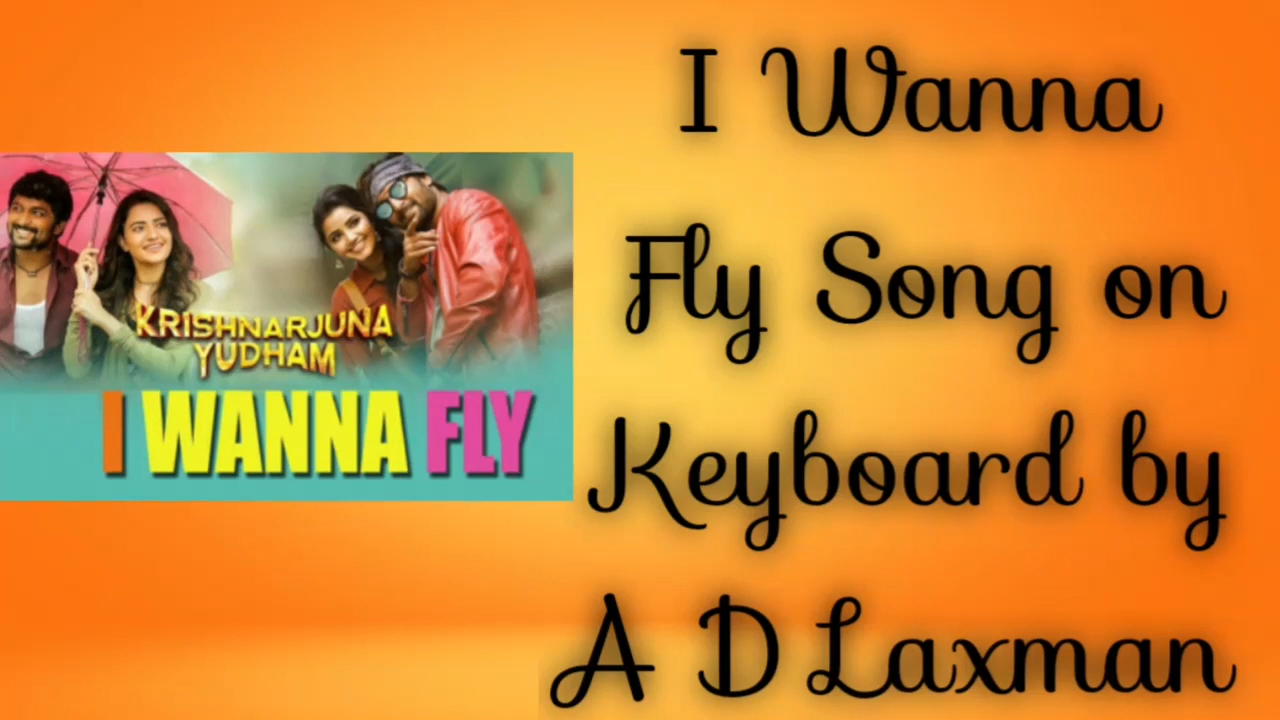 I Wanna
Fly Song on
Keyboard by
A D Laxman
KRISHNARJUNA
YUDHAM
I WANNA FLY